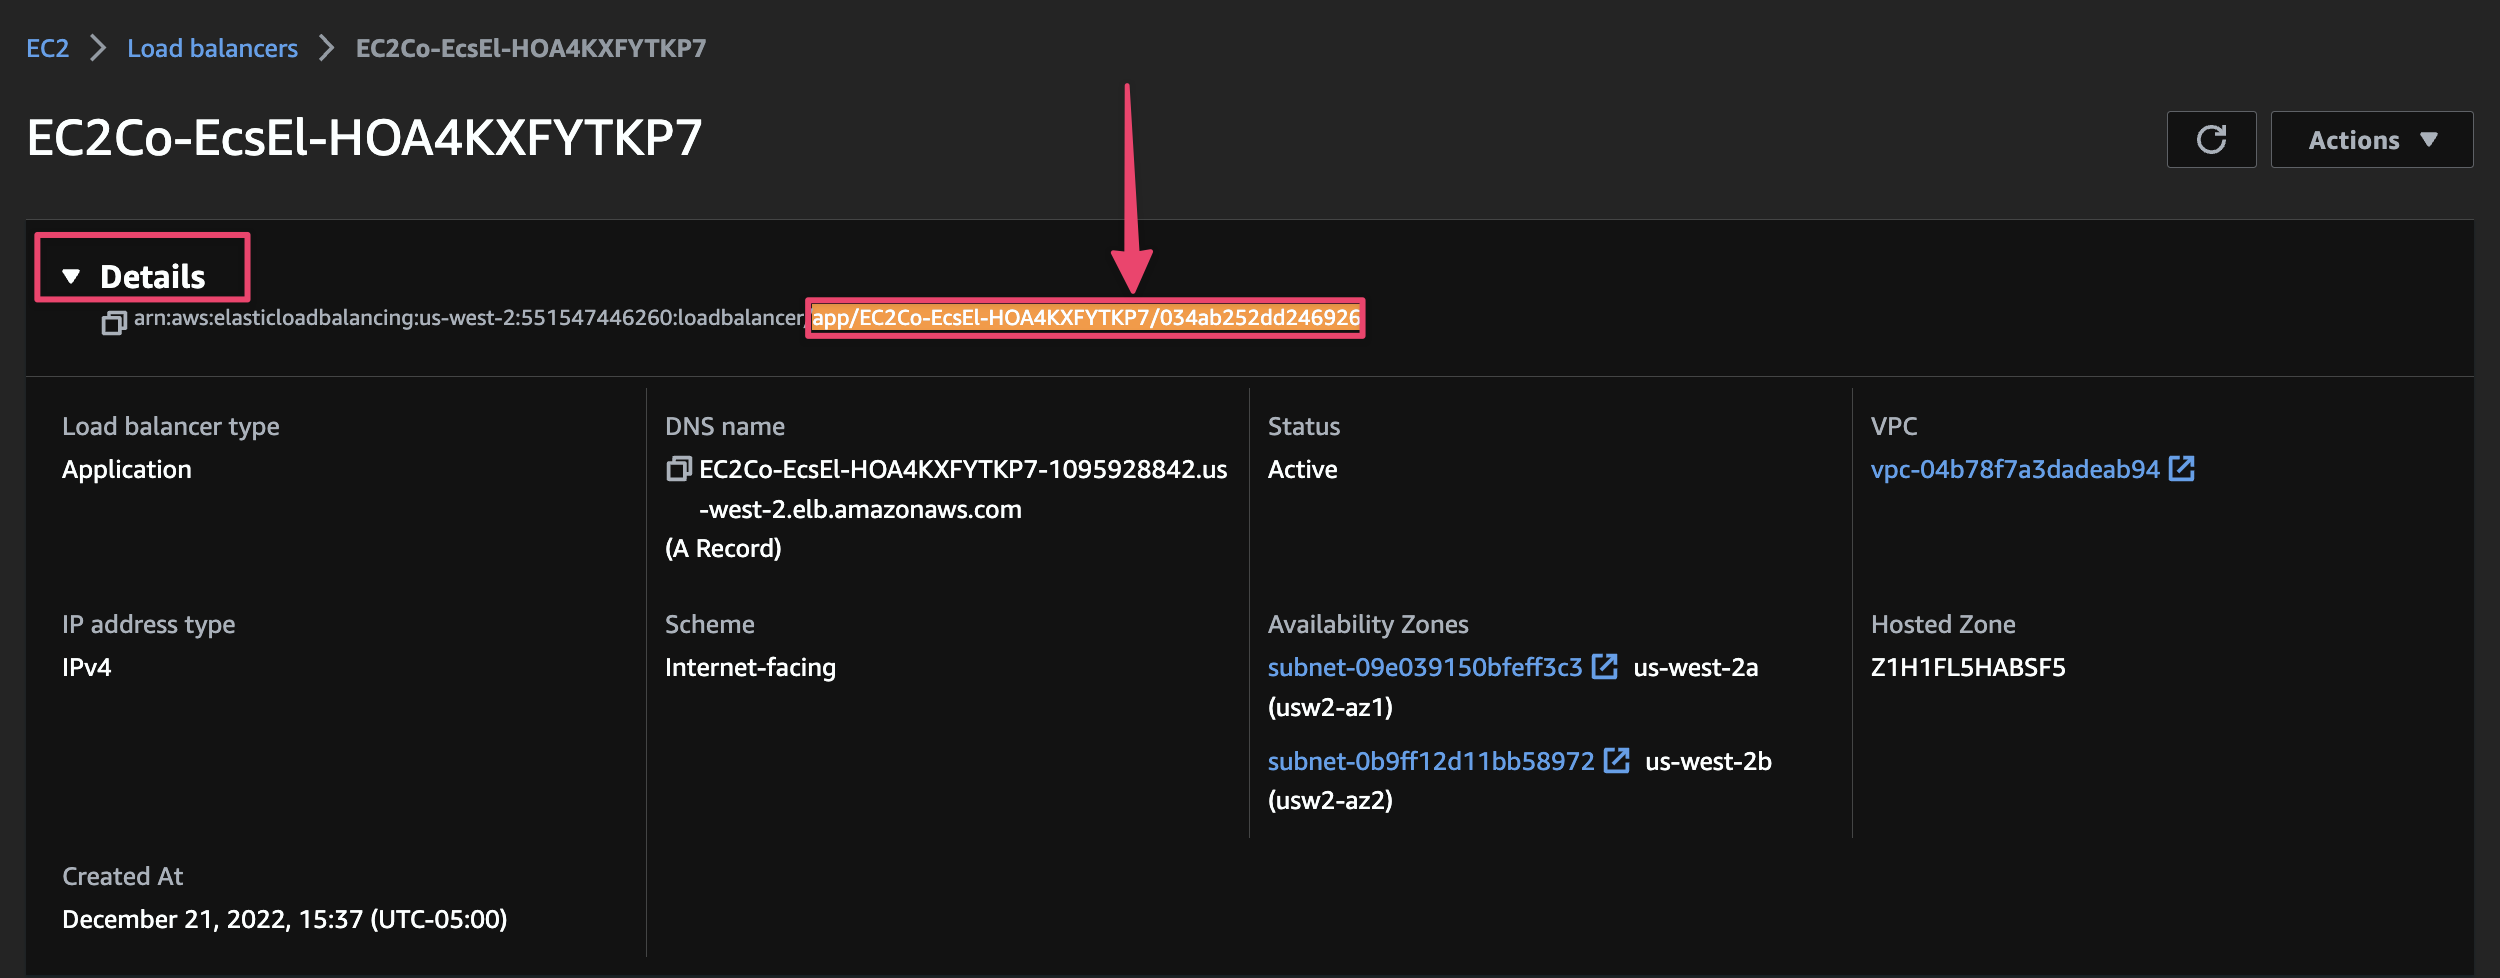 EC2 > Load balancers > EC2Co-EcsEl-HOA4KXFYTKP7
EC2Co-EcsEl-HOA4KXFYTKP7
Actions
Details
arn:aws:elasticloadbalancing:us-west-2:551547446260:loadbalancer/app/EC2Co-EcsEl-HOA4KXFYTKP7/034ab252dd246926
Load balancer type
Application
DNS name
EC2Co-EcsEl-HOA4KXFYTKP7-1095928842.us
-west-2.elb.amazonaws.com
(A Record)
Status
Active
VPC
vpc-04b78f7a3dadeab94
IP address type
IPv4
Scheme
Internet-facing
Availability Zones
subnet-09e039150bfeff3c3 us-west-2a
(usw2-az1)
subnet-0b9ff12d11bb58972 us-west-2b
(usw2-az2)
Hosted Zone
Z1H1FL5HABSF5
Created At
December 21, 2022, 15:37 (UTC-05:00)